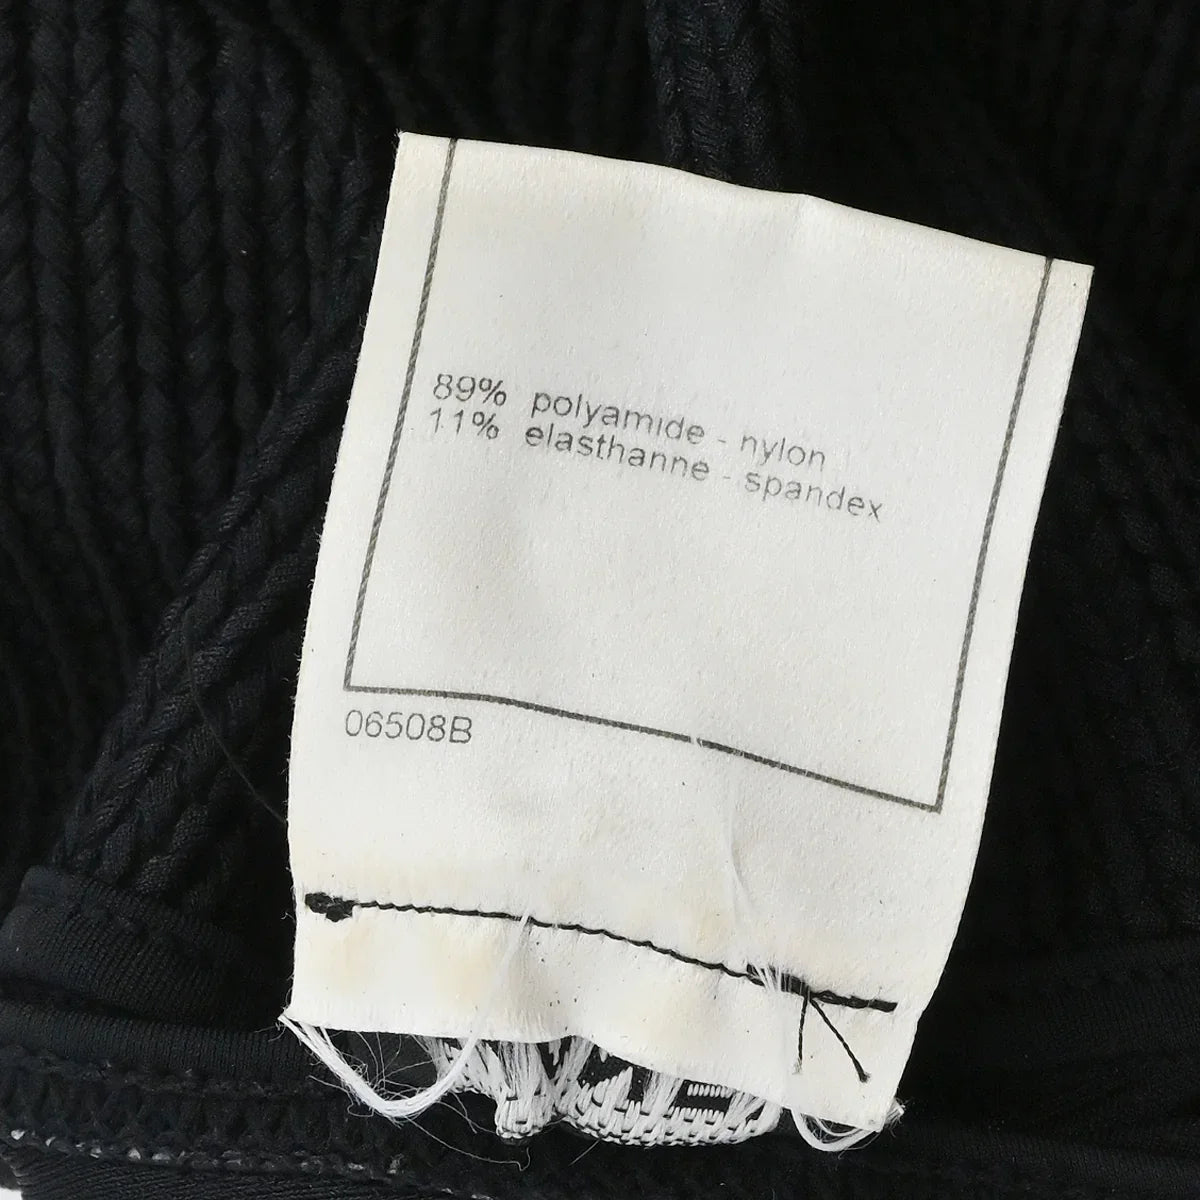 89% polyamide - nylon
11% elasthanne - spandex
06508B